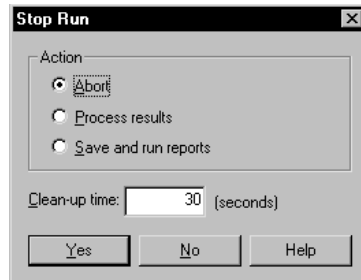 Stop Run
Action
Abort
Process results
Save and run reports
Clean-up time: 30 (seconds)
Yes No Help